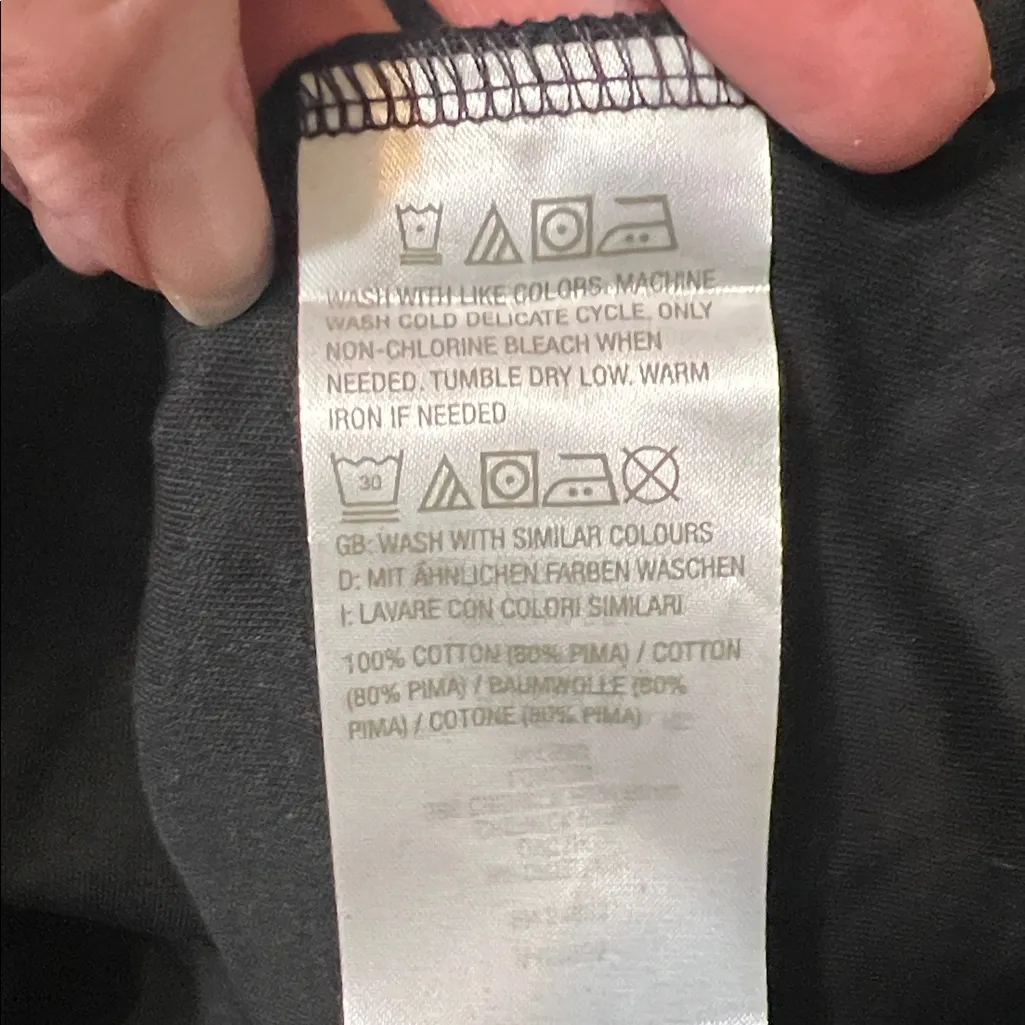 WASH WITH LIKE COLORS. MACHINE
WASH COLD DELICATE CYCLE. ONLY
NON-CHLORINE BLEACH WHEN
NEEDED. TUMBLE DRY LOW. WARM
IRON IF NEEDED
30
GB: WASH WITH SIMILAR COLOURS
D: MIT ÄHNLICHEN FARBEN WASCHEN
I: LAVARE CON COLORI SIMILARI
100% COTTON (80% PIMA) / COTTON
(80% PIMA) / BAUMWOLLE (80%
PIMA) / COTONE (80% PIMA)